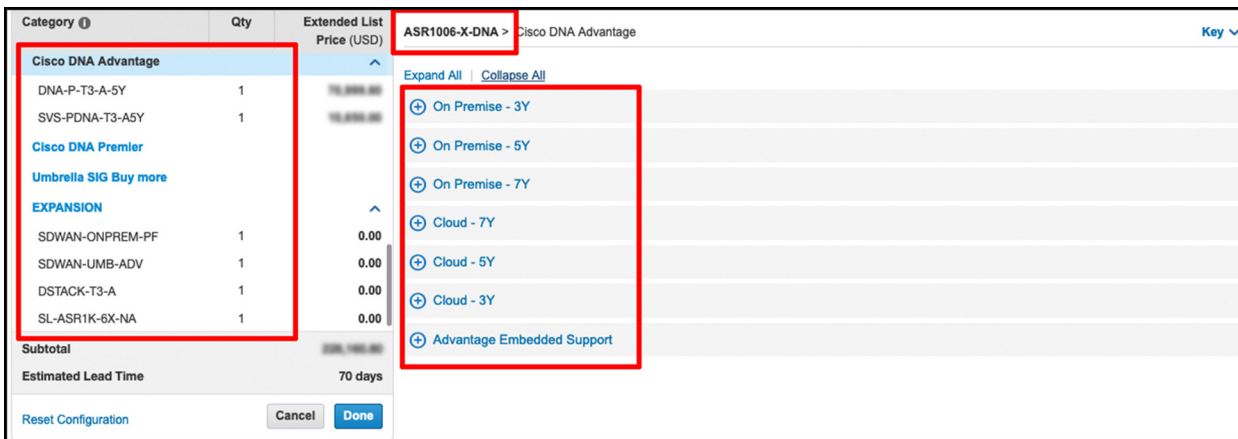 Category Qty Extended List Price (USD)
Cisco DNA Advantage
DNA-P-T3-A-5Y 1
SVS-PDNA-T3-A5Y 1
Cisco DNA Premier
Umbrella SIG Buy more
EXPANSION
SDWAN-ONPREM-PF 1 0.00
SDWAN-UMB-ADV 1 0.00
DSTACK-T3-A 1 0.00
SL-ASR1K-6X-NA 1 0.00
Subtotal
Estimated Lead Time 70 days
Reset Configuration Cancel Done
ASR1006-X-DNA > Cisco DNA Advantage Key
Expand All | Collapse All
On Premise - 3Y
On Premise - 5Y
On Premise - 7Y
Cloud - 7Y
Cloud - 5Y
Cloud - 3Y
Advantage Embedded Support